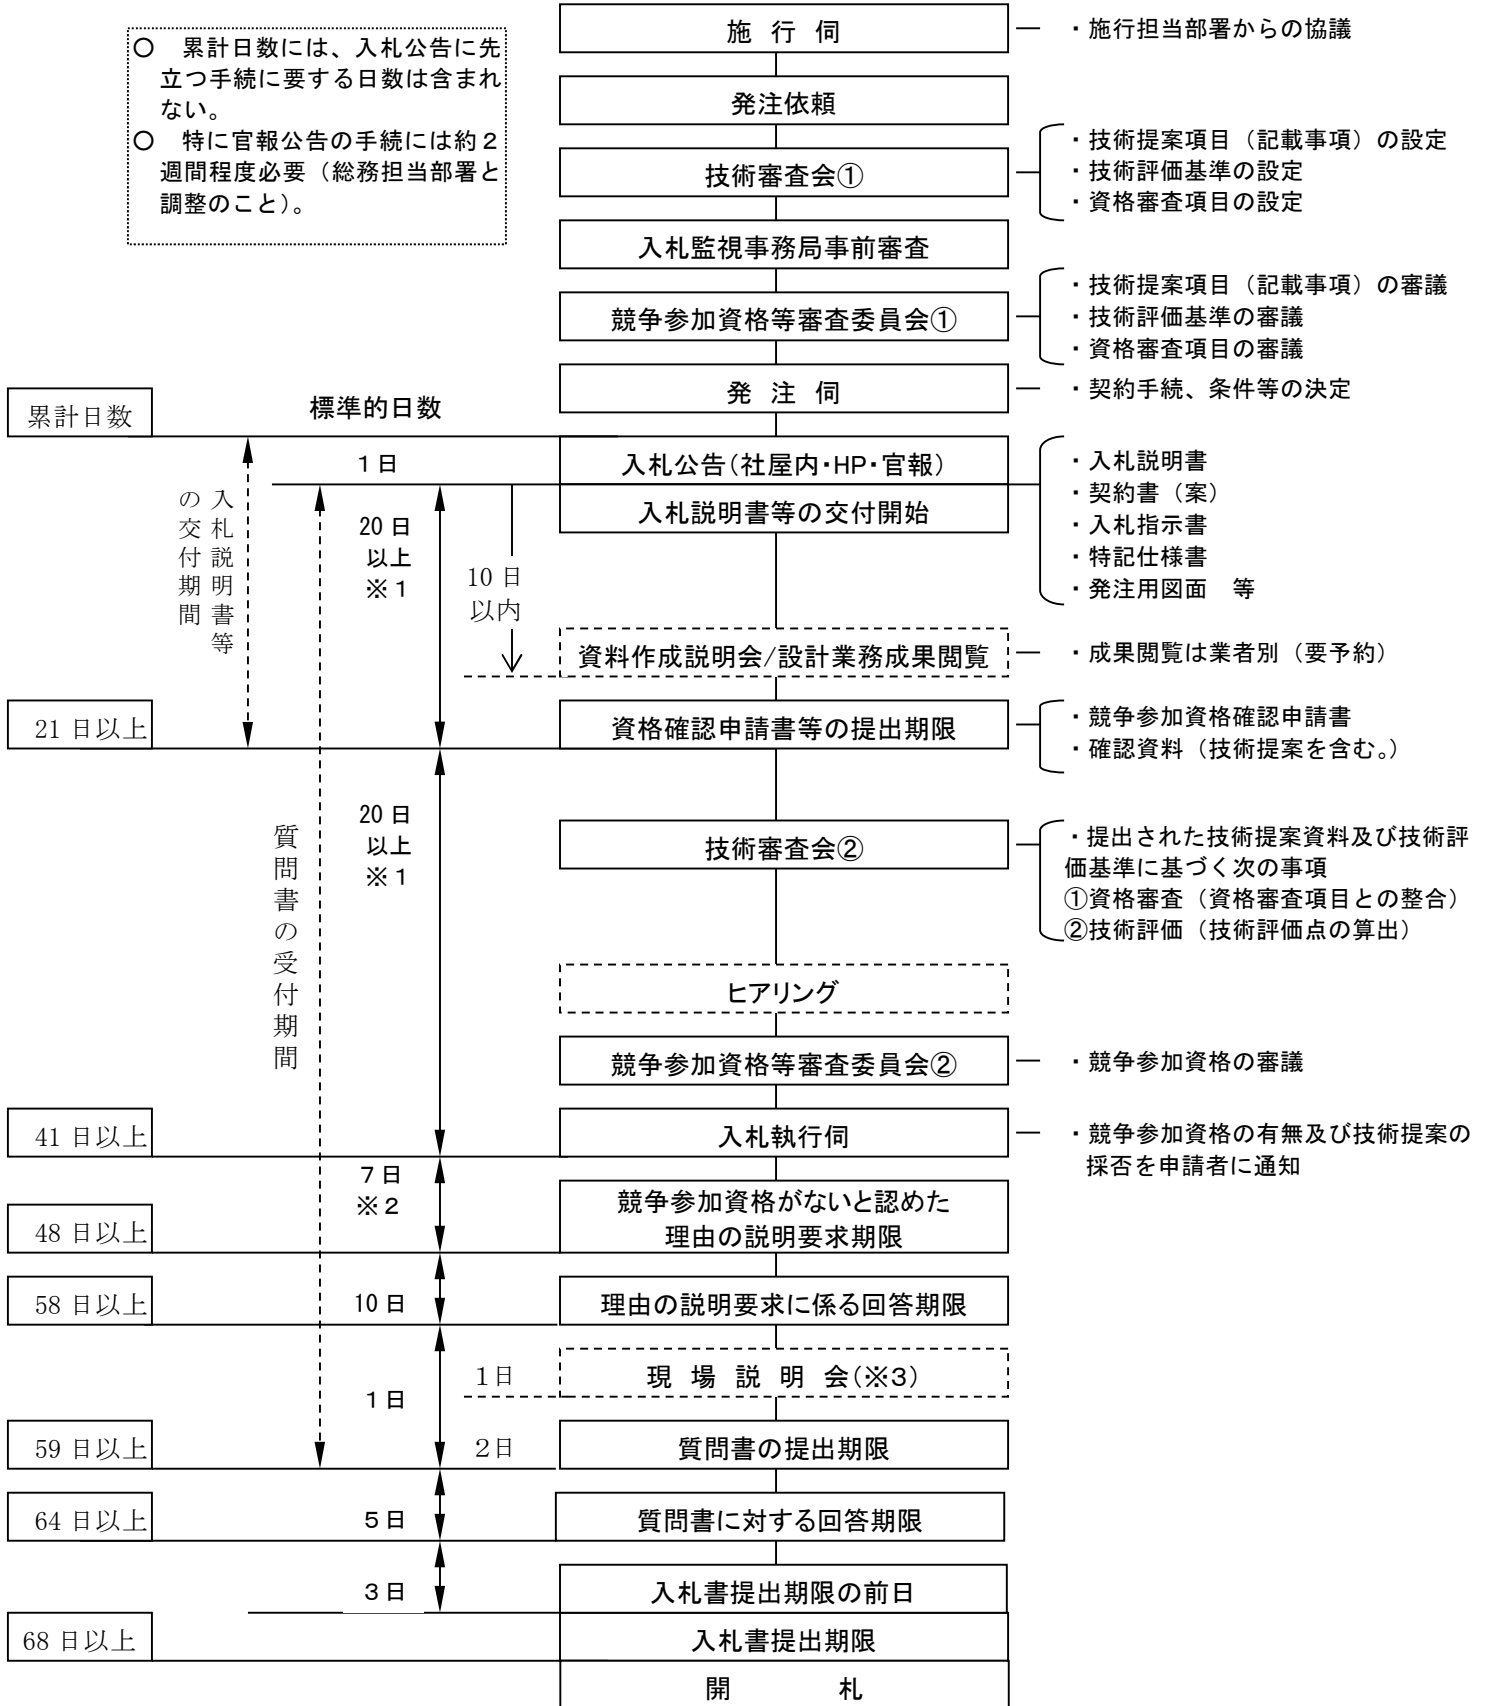 施 行 伺
・施行担当部署からの協議
○　累計日数には、入札公告に先
立つ手続に要する日数は含まれ
ない。
○　特に官報公告の手続には約２
週間程度必要（総務担当部署と
調整のこと）。
発注依頼
技術審査会①
・技術提案項目（記載事項）の設定
・技術評価基準の設定
・資格審査項目の設定
入札監視事務局事前審査
競争参加資格等審査委員会①
・技術提案項目（記載事項）の審議
・技術評価基準の審議
・資格審査項目の審議
発 注 伺
・契約手続、条件等の決定
累計日数
標準的日数
１日
入札公告（社屋内・HP・官報）
入札説明書等の交付開始
・入札説明書
・契約書（案）
・入札指示書
・特記仕様書
・発注用図面　等
入札説明書等
の交付期間
20 日
以上
※１
10 日
以内
資料作成説明会/設計業務成果閲覧
・成果閲覧は業者別（要予約）
21 日以上
資格確認申請書等の提出期限
・競争参加資格確認申請書
・確認資料（技術提案を含む。）
質問書の受付期間
20 日
以上
※１
技術審査会②
・提出された技術提案資料及び技術評
価基準に基づく次の事項
①資格審査（資格審査項目との整合）
②技術評価（技術評価点の算出）
ヒアリング
競争参加資格等審査委員会②
・競争参加資格の審議
41 日以上
入札執行伺
・競争参加資格の有無及び技術提案の
採否を申請者に通知
７日
※２
48 日以上
競争参加資格がないと認めた
理由の説明要求期限
58 日以上
10 日
理由の説明要求に係る回答期限
１日
１日
現 場 説 明 会（※３）
59 日以上
２日
質問書の提出期限
64 日以上
５日
質問書に対する回答期限
３日
入札書提出期限の前日
68 日以上
入札書提出期限
開　　　札